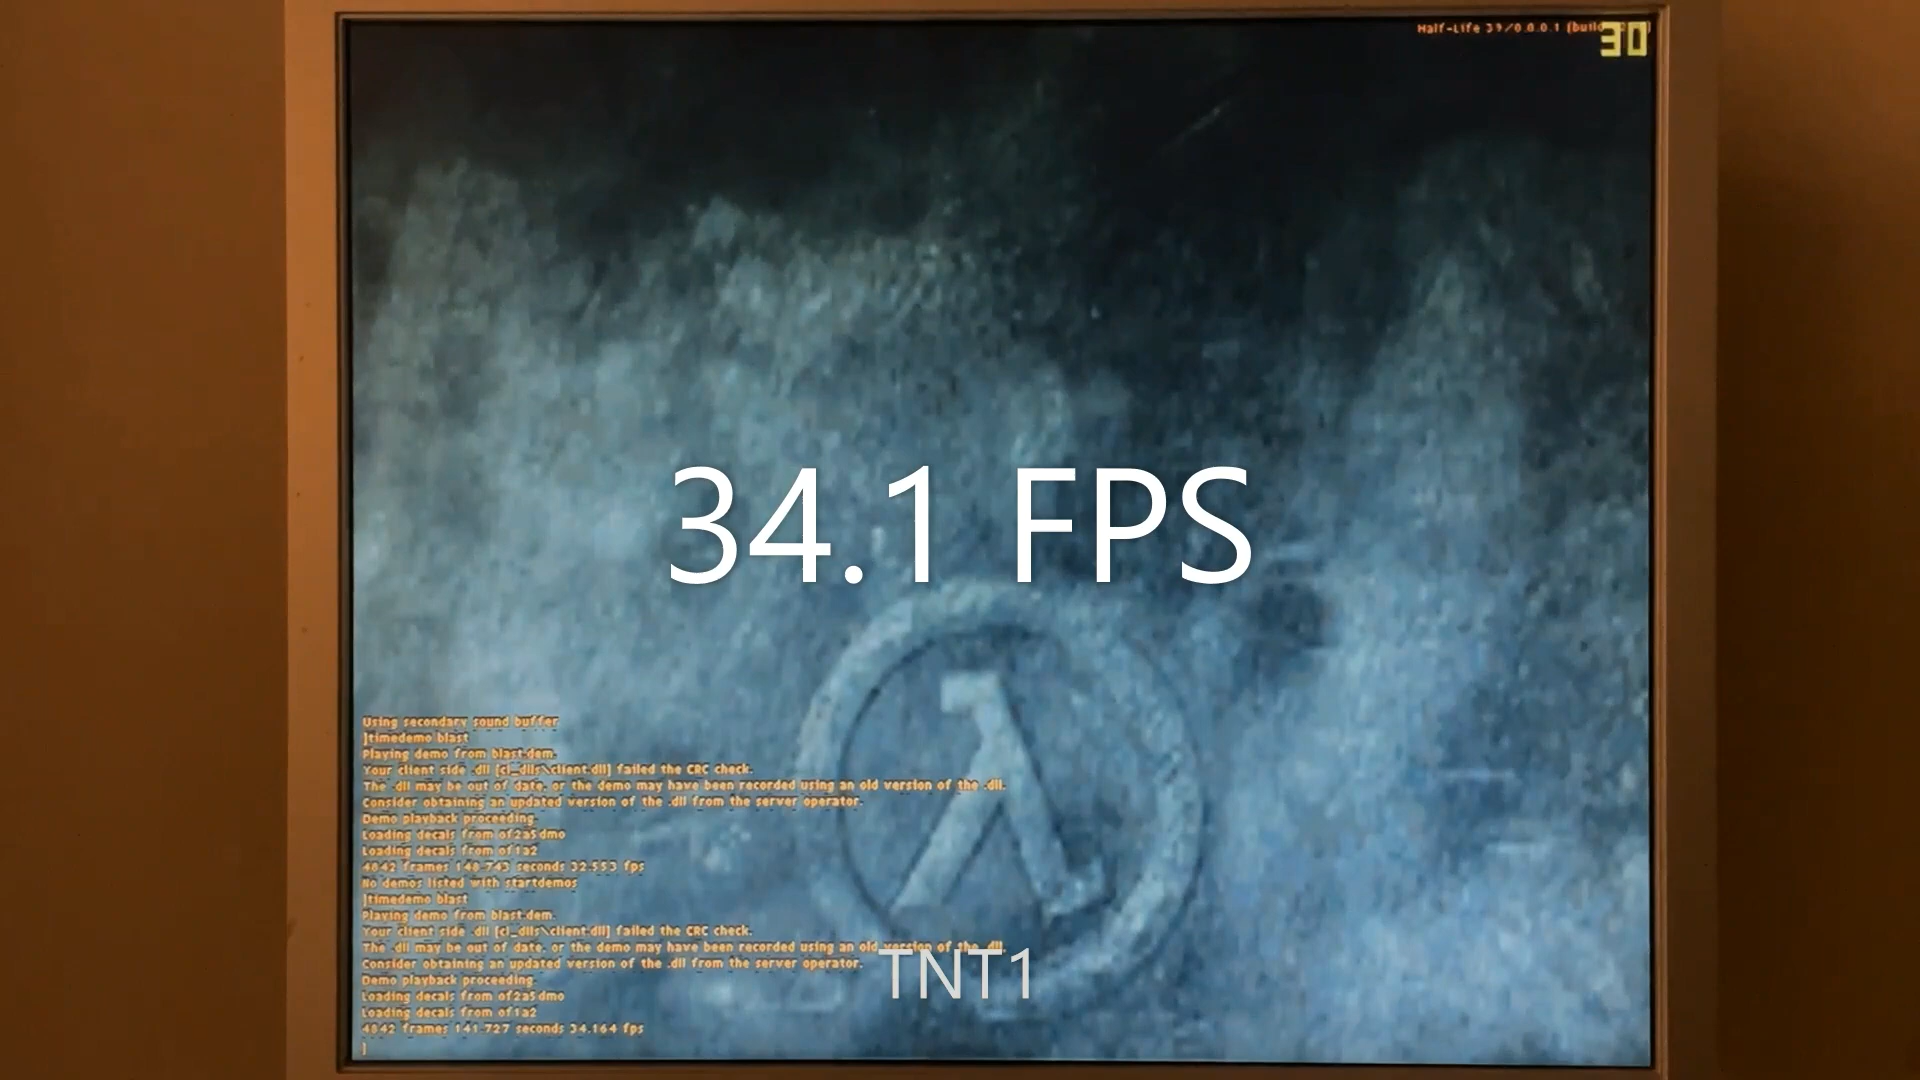 Half-Life 37/0.0.0.1 (build
30
34.1 FPS
Using secondary sound buffer
]timedemo blast
Playing demo from blast.dem.
Your client side .dll [cl_dlls\client.dll] failed the CRC check.
The .dll may be out of date, or the demo may have been recorded using an old version of the .dll.
Consider obtaining an updated version of the .dll from the server operator.
Demo playback proceeding.
Loading decals from of2a5dmo
Loading decals from of1a2
4842 frames 148.743 seconds 32.553 fps
No demos listed with startdemos
]timedemo blast
Playing demo from blast.dem.
Your client side .dll [cl_dlls\client.dll] failed the CRC check.
The .dll may be out of date, or the demo may have been recorded using an old version of the .dll.
Consider obtaining an updated version of the .dll from the server operator.
Demo playback proceeding.
Loading decals from of2a5dmo
Loading decals from of1a2
4842 frames 141.727 seconds 34.164 fps
]
TNT1